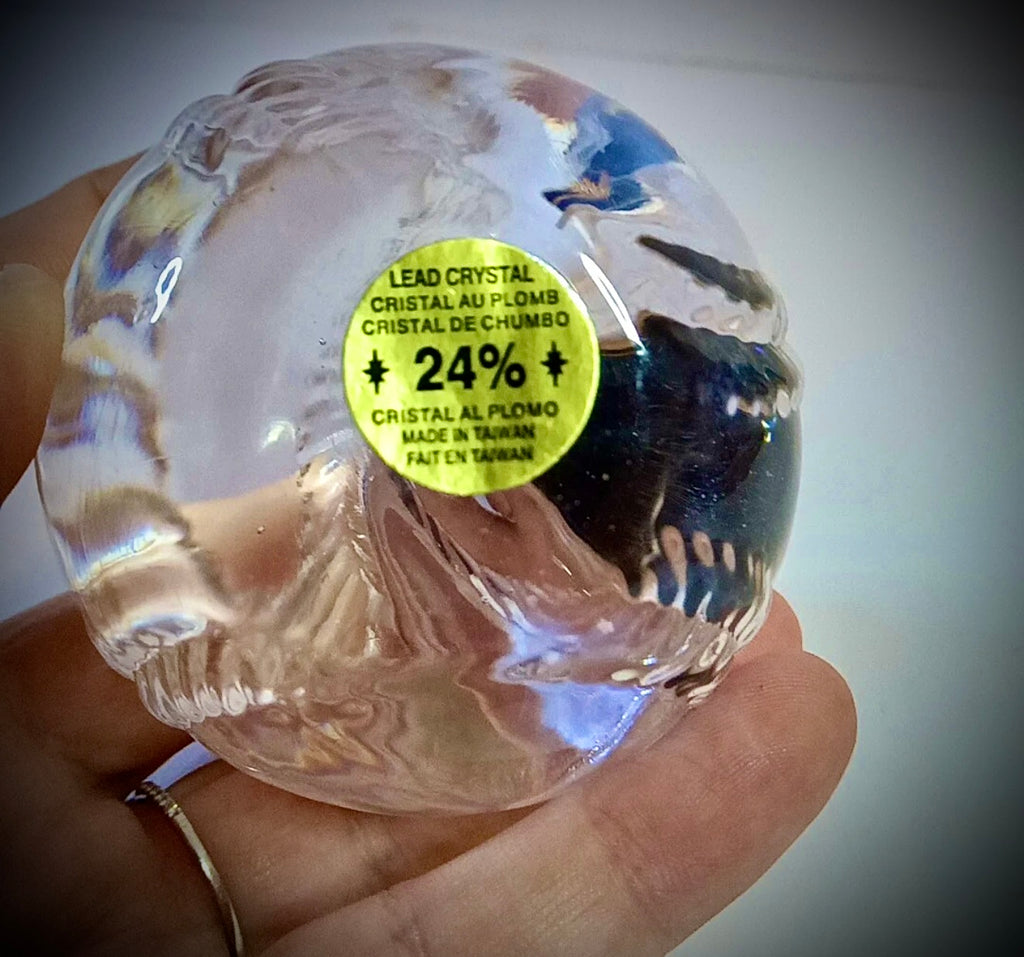 LEAD CRYSTAL
CRISTAL AU PLOMB
CRISTAL DE CHUMBO
24%
CRISTAL AL PLOMO
MADE IN TAIWAN
FAIT EN TAIWAN